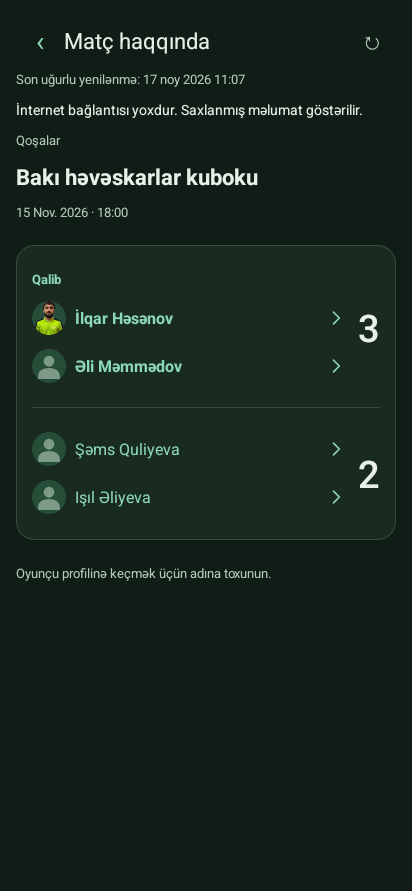 Matç haqqında
Son uğurlu yenilənmə: 17 noy 2026 11:07
İnternet bağlantısı yoxdur. Saxlanmış məlumat göstərilir.
Qoşalar
Bakı həvəskarlar kuboku
15 Nov. 2026 · 18:00
Qalib
İlqar Həsənov
3
Əli Məmmədov
Şəms Quliyeva
2
Işıl Əliyeva
Oyunçu profilinə keçmək üçün adına toxunun.